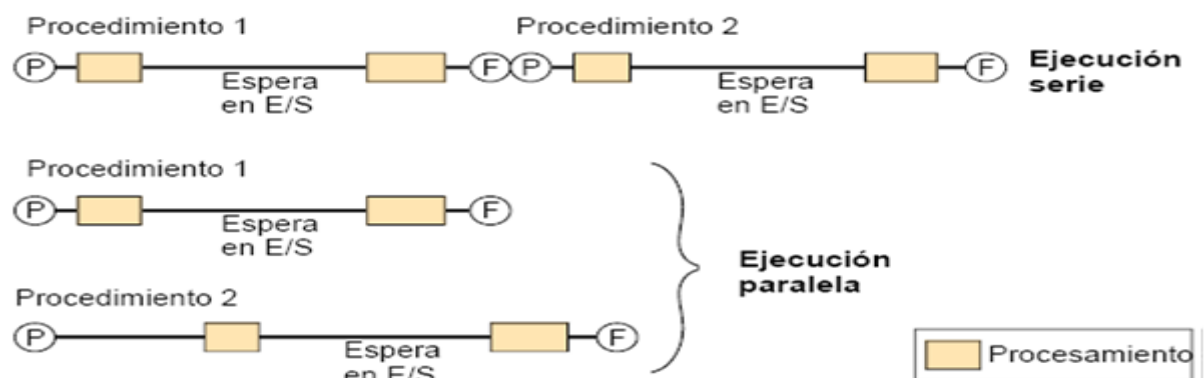 Procedimiento 1
Procedimiento 2
P
F
P
F
Espera
en E/S
Espera
en E/S
Ejecución
serie
Procedimiento 1
P
F
Espera
en E/S
Procedimiento 2
P
F
Espera
en E/S
Ejecución
paralela
Procesamiento